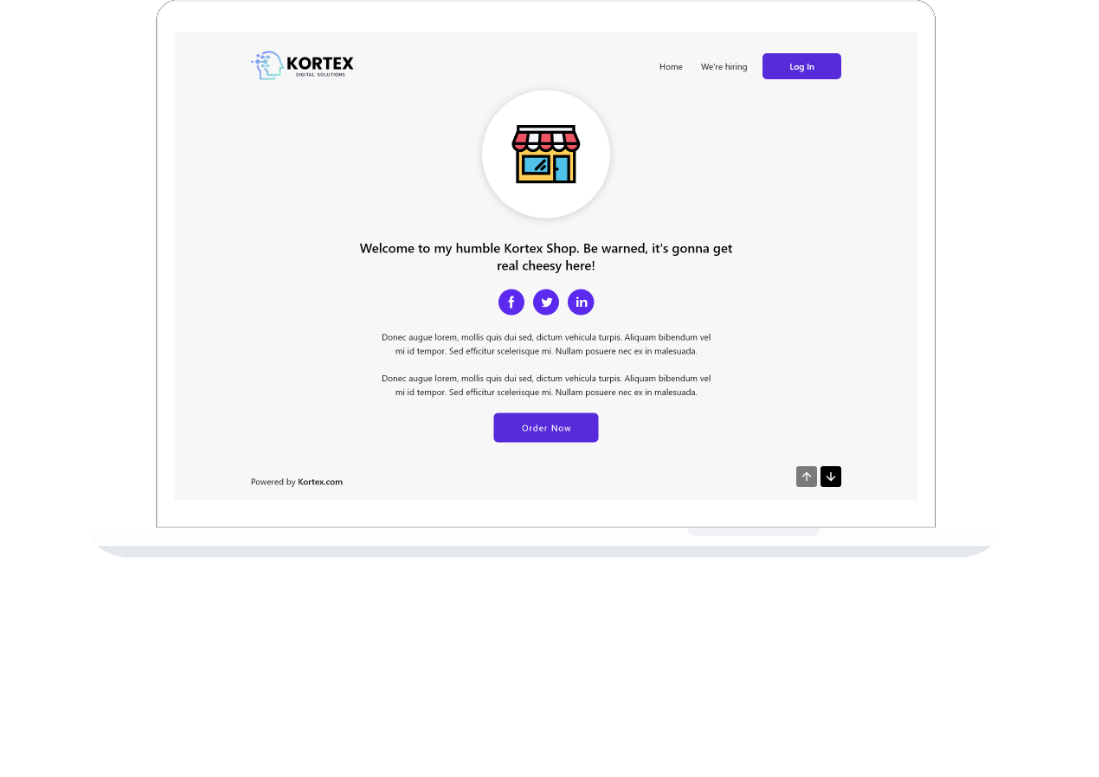 KORTEX
DIGITAL SOLUTIONS
Home
We're hiring
Log In
Welcome to my humble Kortex Shop. Be warned, it's gonna get
real cheesy here!
f
in
Donec augue lorem, mollis quis dui sed, dictum vehicula turpis. Aliquam bibendum vel
mi id tempor. Sed efficitur scelerisque mi. Nullam posuere nec ex in malesuada.
Donec augue lorem, mollis quis dui sed, dictum vehicula turpis. Aliquam bibendum vel
mi id tempor. Sed efficitur scelerisque mi. Nullam posuere nec ex in malesuada.
Order Now
Powered by Kortex.com